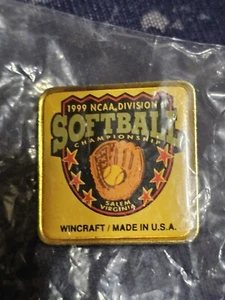 1999 NCAA DIVISION
SOFTBALL
CHAMPIONSHIP
SALEM
VIRGINIA
WINCRAFT / MADE IN U.S.A.